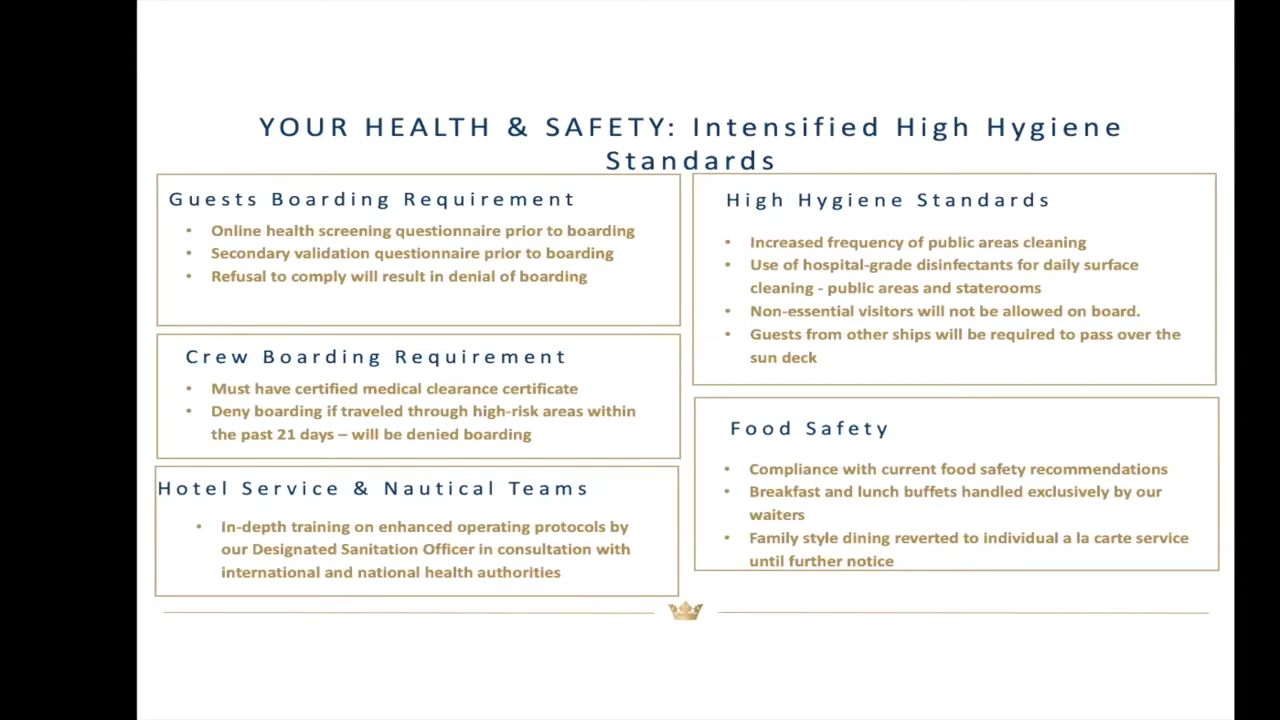 YOUR HEALTH & SAFETY: Intensified High Hygiene
Standards
Guests Boarding Requirement
• Online health screening questionnaire prior to boarding
• Secondary validation questionnaire prior to boarding
• Refusal to comply will result in denial of boarding
Crew Boarding Requirement
• Must have certified medical clearance certificate
• Deny boarding if traveled through high-risk areas within
the past 21 days – will be denied boarding
Hotel Service & Nautical Teams
• In-depth training on enhanced operating protocols by
our Designated Sanitation Officer in consultation with
international and national health authorities
High Hygiene Standards
• Increased frequency of public areas cleaning
• Use of hospital-grade disinfectants for daily surface
cleaning - public areas and staterooms
• Non-essential visitors will not be allowed on board.
• Guests from other ships will be required to pass over the
sun deck
Food Safety
• Compliance with current food safety recommendations
• Breakfast and lunch buffets handled exclusively by our
waiters
• Family style dining reverted to individual a la carte service
until further notice